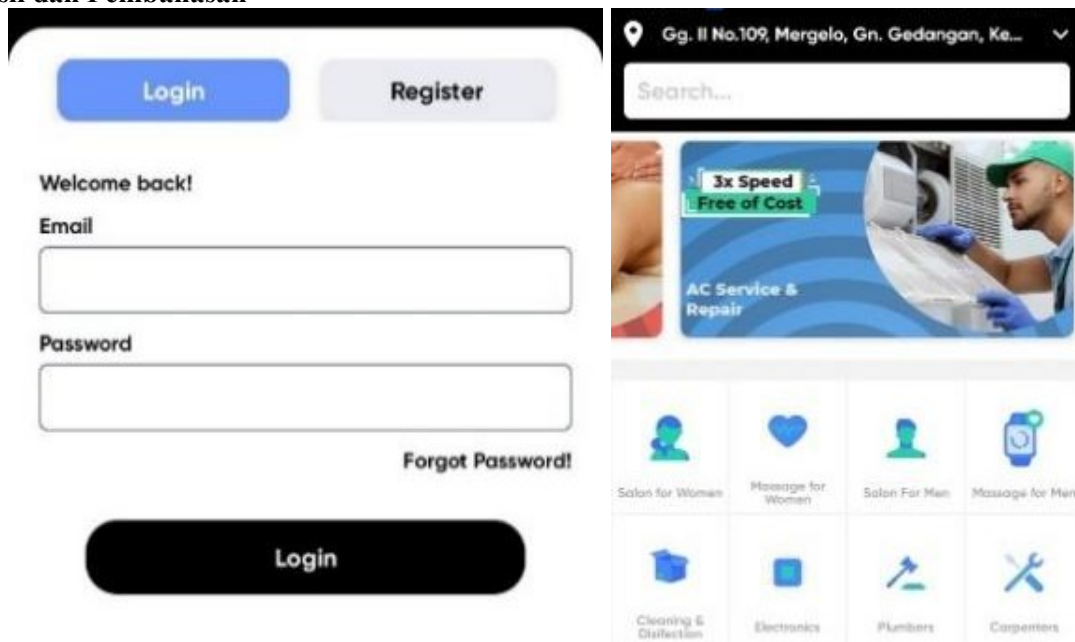 Login
Register
Welcome back!
Email
Password
Forgot Password!
Login
Gg. II No.109, Mergelo, Gn. Gedangan, Ke...
Search...
3x Speed
Free of Cost
AC Service &
Repair
Salon for Women
Massage for
Women
Salon For Men
Massage for Men
Cleaning &
Disifection
Electronics
Plumbers
Carpenters